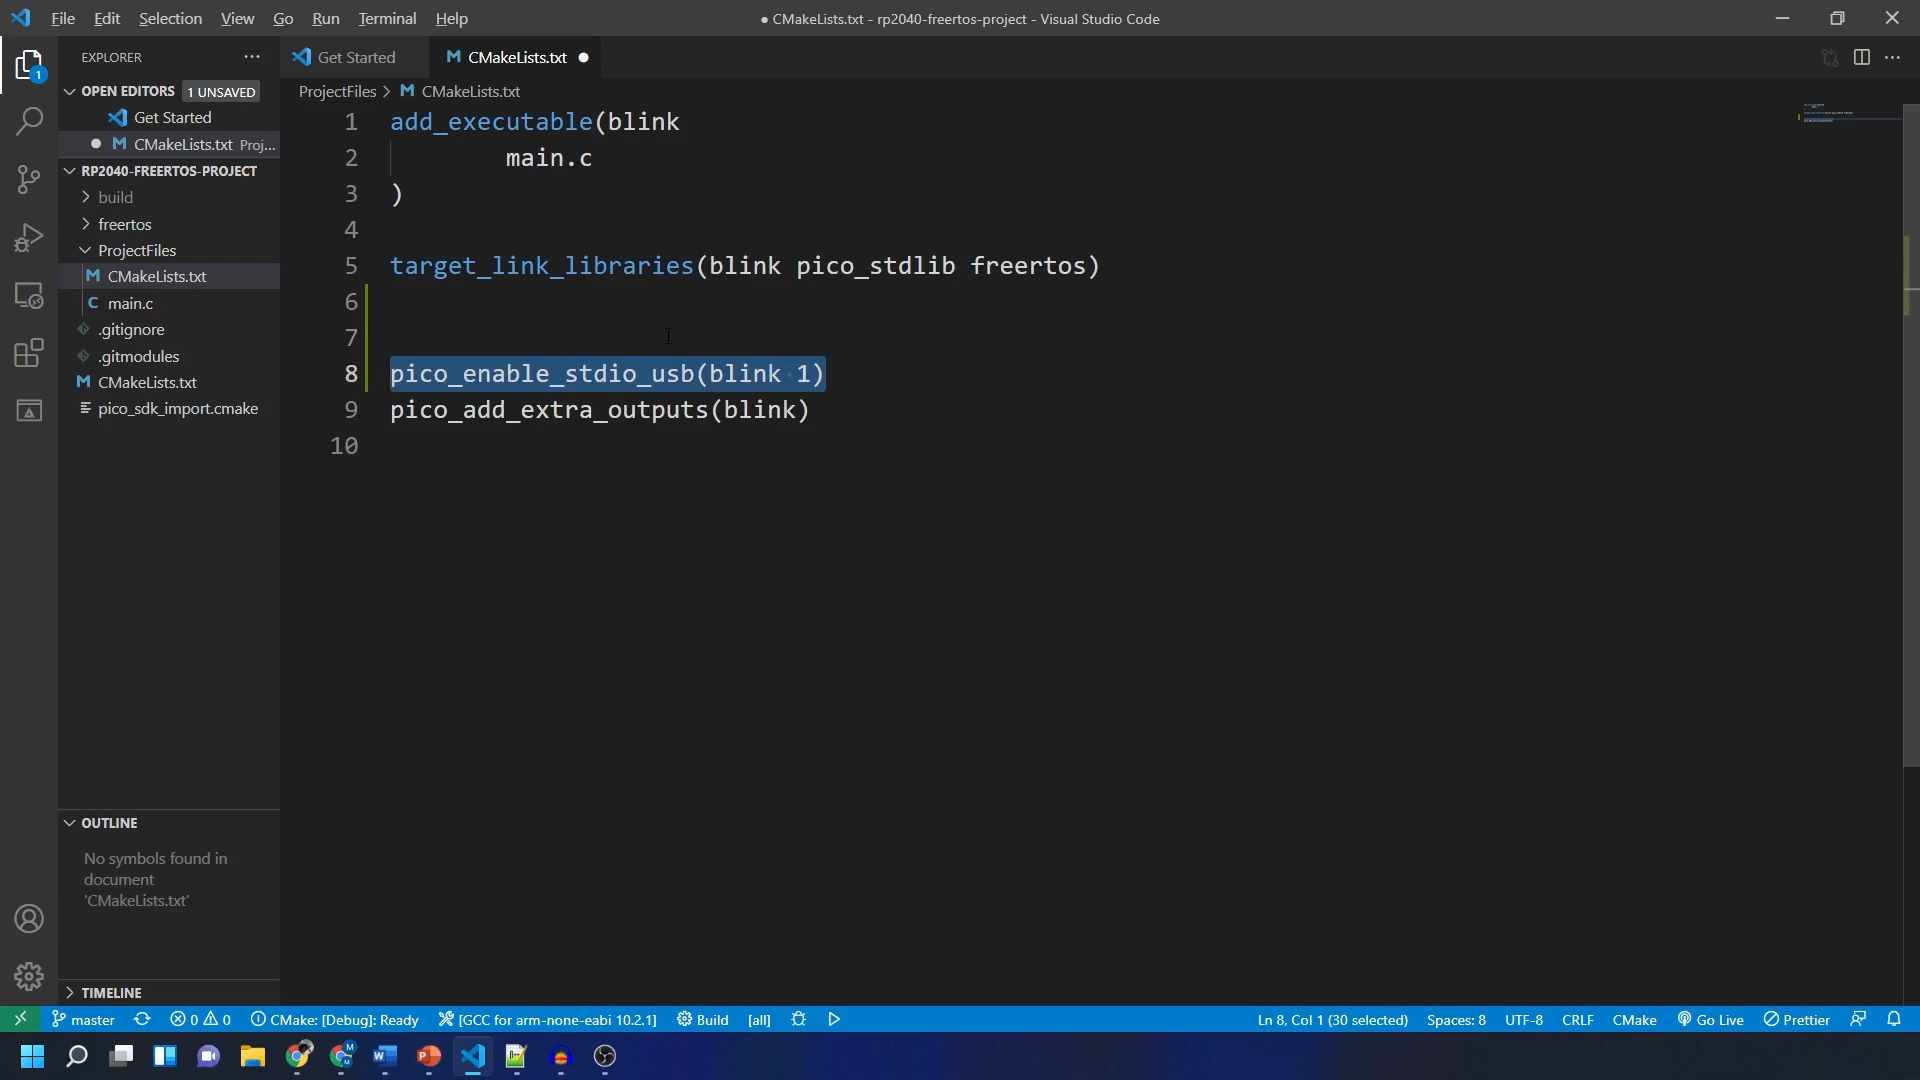 File Edit Selection View Go Run Terminal Help
● CMakeLists.txt - rp2040-freertos-project - Visual Studio Code
EXPLORER
Get Started
M CMakeLists.txt ●
1
OPEN EDITORS 1 UNSAVED
Get Started
● M CMakeLists.txt Proj...
RP2040-FREERTOS-PROJECT
build
freertos
ProjectFiles
M CMakeLists.txt
C main.c
.gitignore
.gitmodules
M CMakeLists.txt
pico_sdk_import.cmake
ProjectFiles > M CMakeLists.txt
1 add_executable(blink
2 main.c
3 )
4
5 target_link_libraries(blink pico_stdlib freertos)
6
7
8 pico_enable_stdio_usb(blink 1)
9 pico_add_extra_outputs(blink)
10
OUTLINE
No symbols found in
document
'CMakeLists.txt'
TIMELINE
master 0 0 CMake: [Debug]: Ready [GCC for arm-none-eabi 10.2.1] Build [all]
Ln 8, Col 1 (30 selected) Spaces: 8 UTF-8 CRLF CMake Go Live Prettier